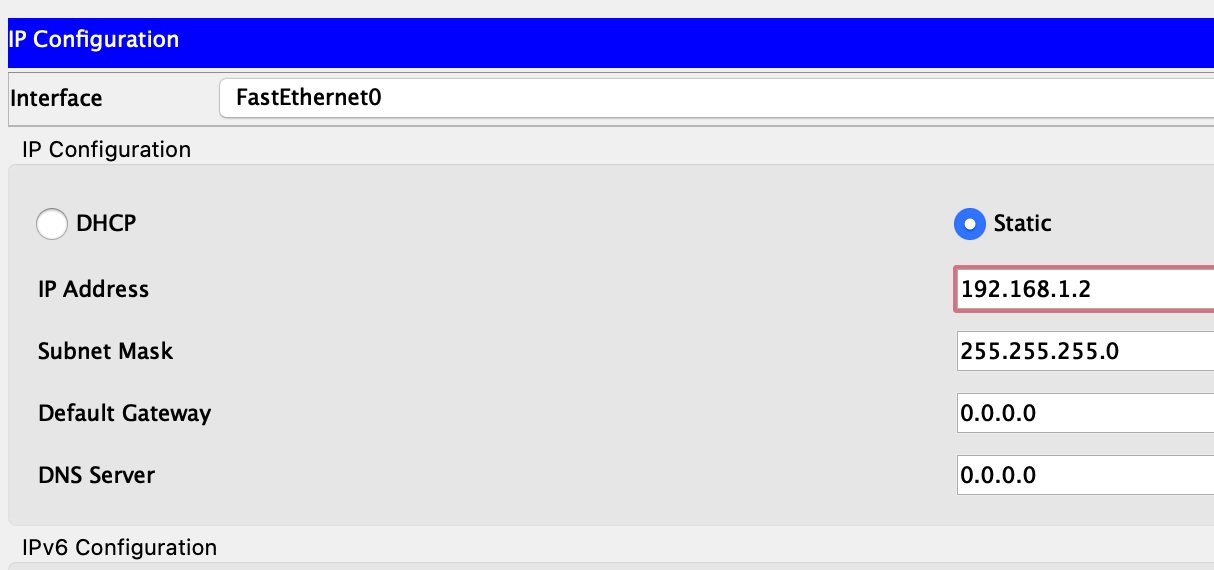 IP Configuration
Interface FastEthernet0
IP Configuration
DHCP Static
IP Address 192.168.1.2
Subnet Mask 255.255.255.0
Default Gateway 0.0.0.0
DNS Server 0.0.0.0
IPv6 Configuration